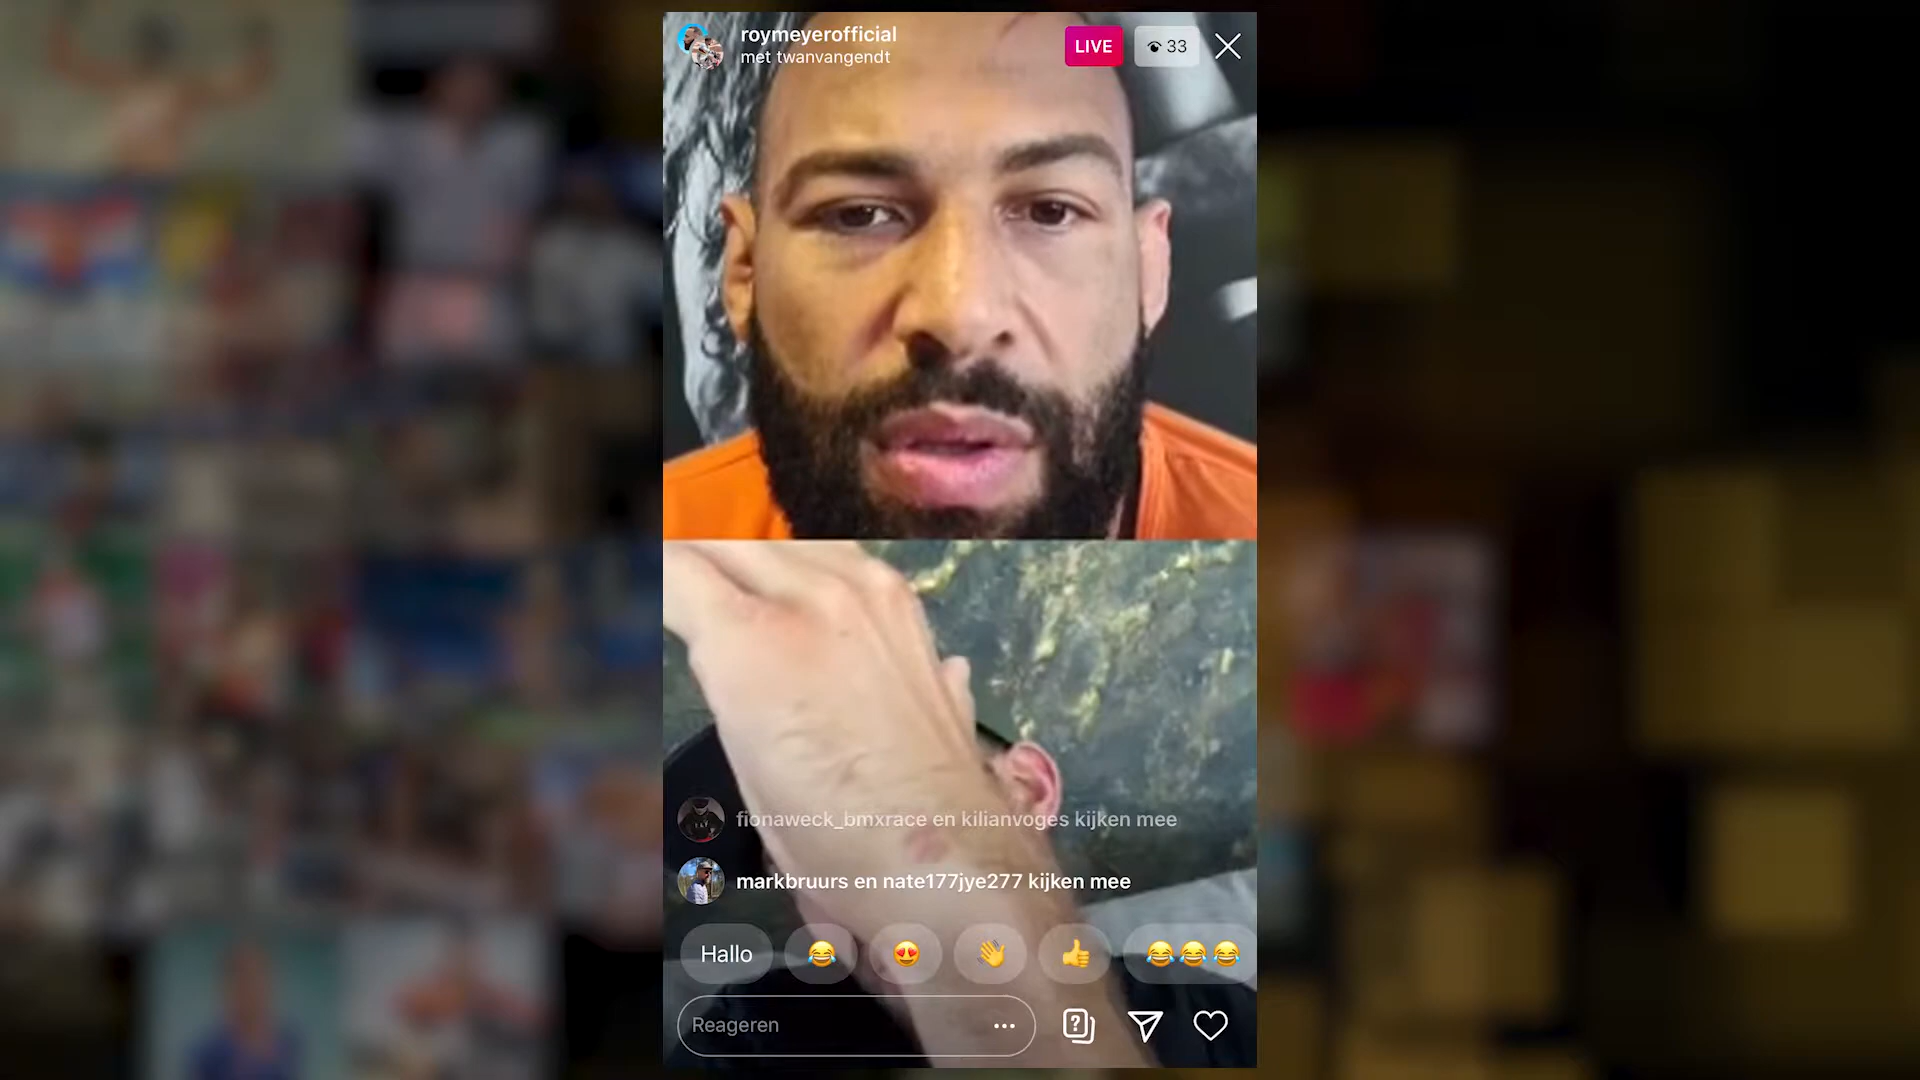 roymeyerofficial
met twanvangendt
LIVE
33
fionaweck_bmxrace en kilianvoges kijken mee
markbruurs en nate177jye277 kijken mee
Hallo
Reageren